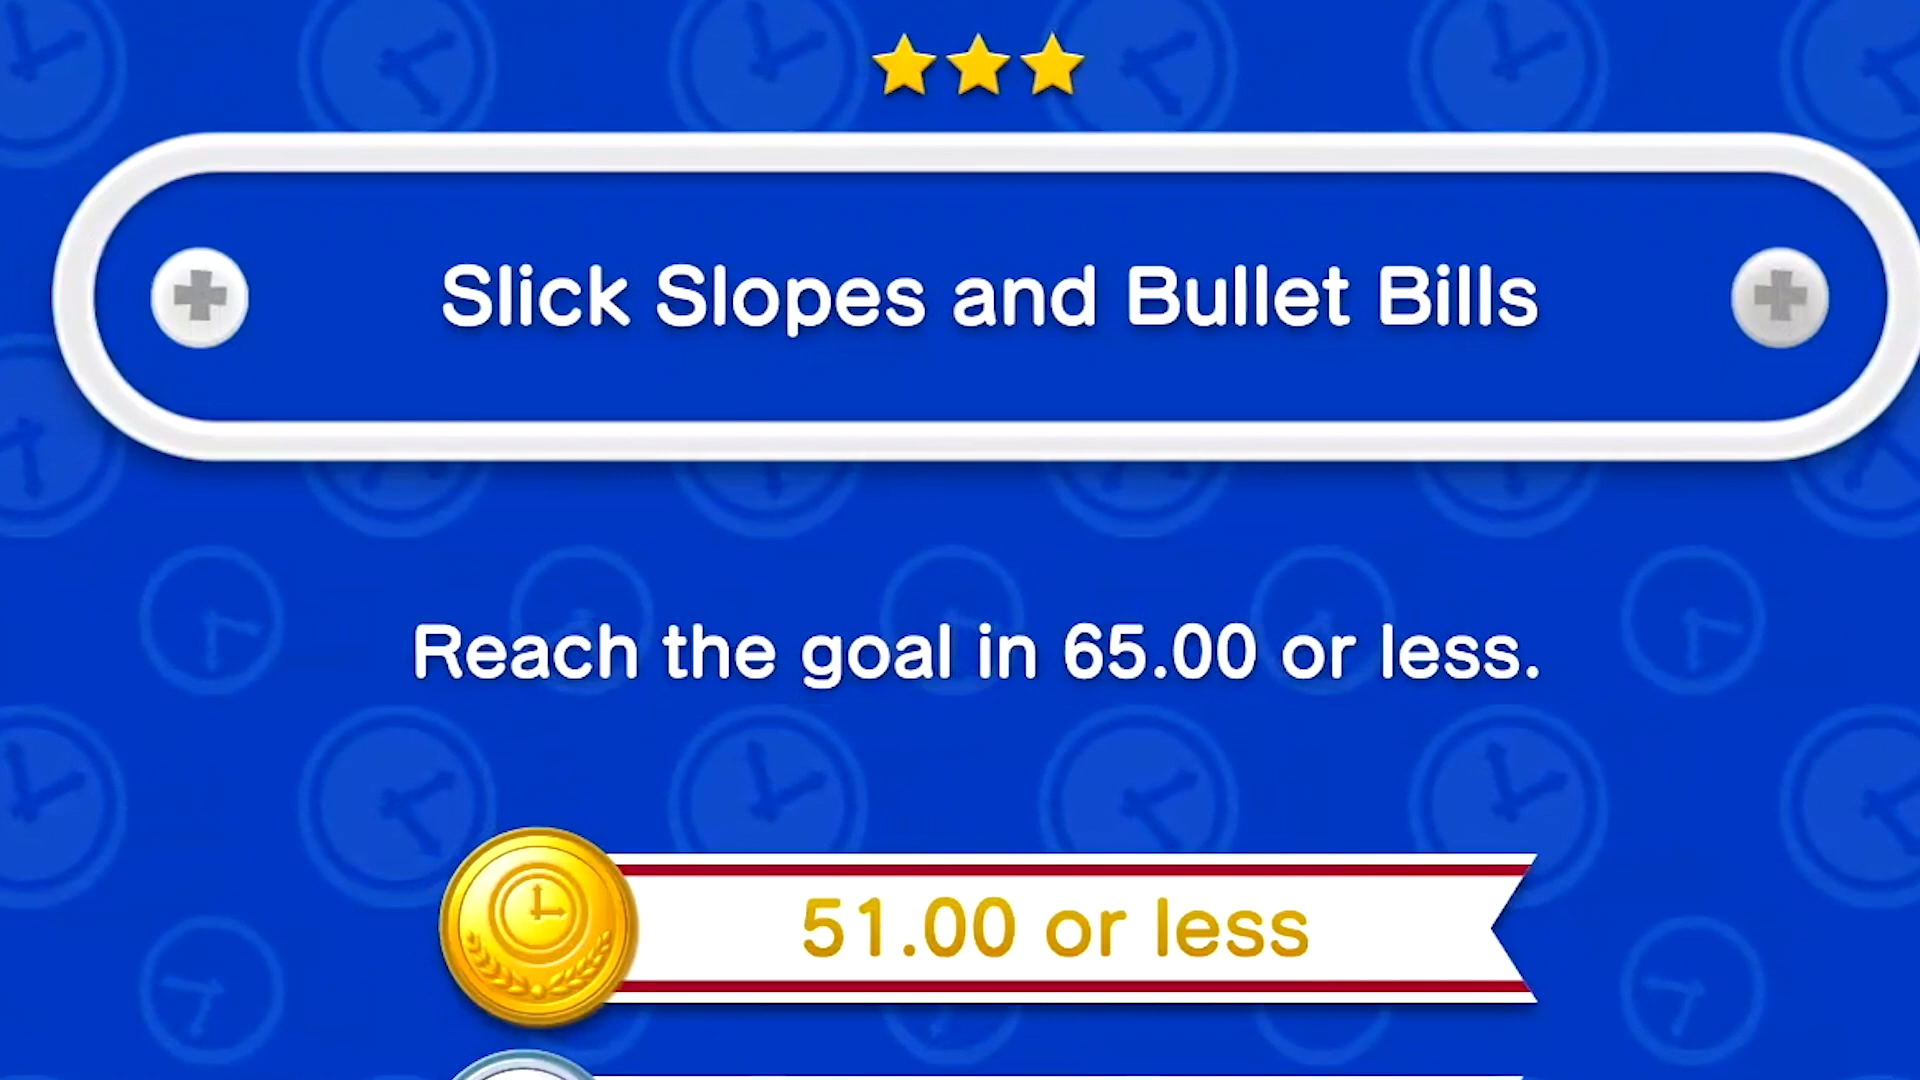 Slick Slopes and Bullet Bills
Reach the goal in 65.00 or less.
51.00 or less